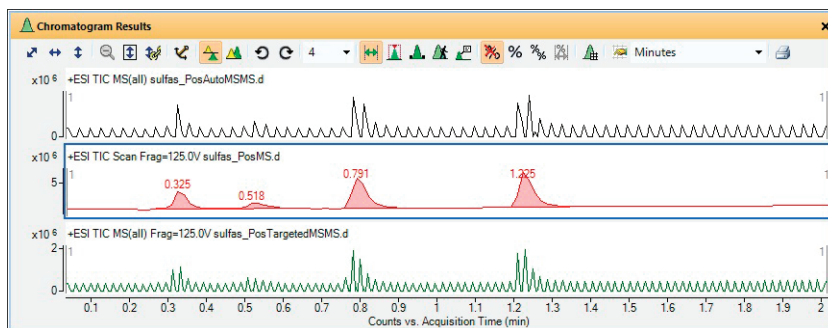 Chromatogram Results
4
Minutes
x10 6
+ESI TIC MS(all) sulfas_PosAutoMSMS.d
1
1
0
x10 6
+ESI TIC Scan Frag=125.0V sulfas_PosMS.d
1
1
5
0.325
0.518
0.791
1.225
x10 6
+ESI TIC MS(all) Frag=125.0V sulfas_PosTargetedMSMS.d
2
1
1
0
0.1 0.2 0.3 0.4 0.5 0.6 0.7 0.8 0.9 1 1.1 1.2 1.3 1.4 1.5 1.6 1.7 1.8 1.9 2
Counts vs. Acquisition Time (min)